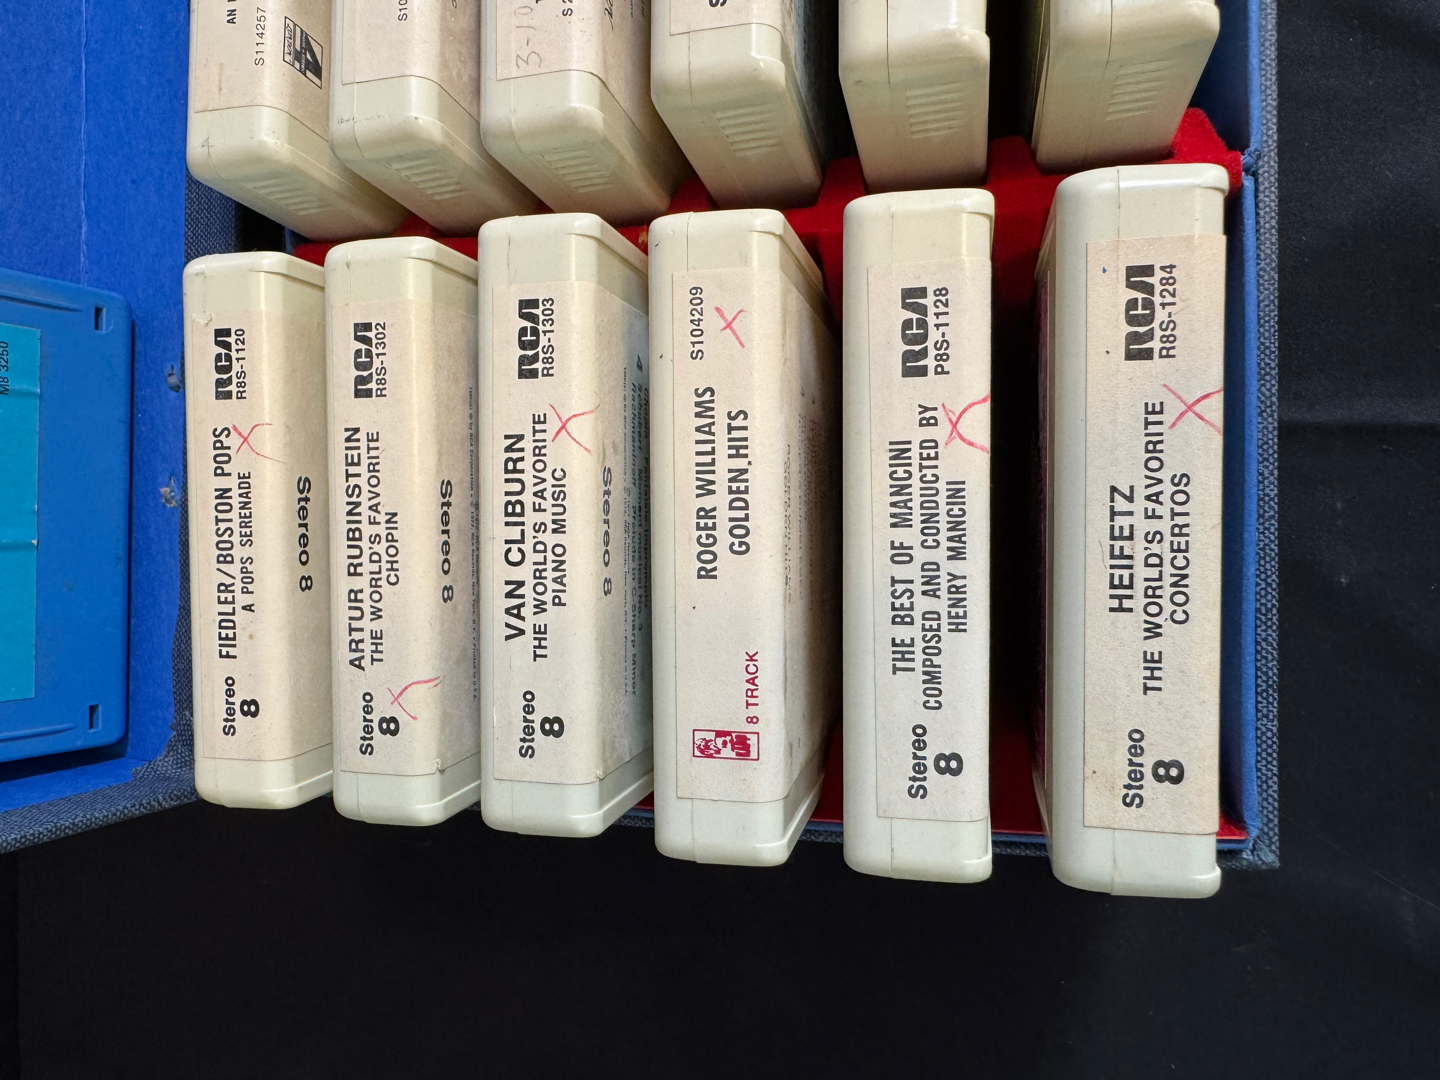 M8 3250
AN
S114257
4
S10
3-10
S
FIEDLER/BOSTON POPS
A POPS SERENADE
RCA
R8S-1120
Stereo
8
Stereo 8
ARTUR RUBINSTEIN
THE WORLD'S FAVORITE
CHOPIN
RCA
R8S-1302
Stereo
8
Stereo 8
VAN CLIBURN
THE WORLD'S FAVORITE
PIANO MUSIC
RCA
R8S-1303
Stereo
8
Stereo 8
S104209
ROGER WILLIAMS
GOLDEN HITS
8 TRACK
RCA
P8S-1128
THE BEST OF MANCINI
COMPOSED AND CONDUCTED BY
HENRY MANCINI
Stereo
8
RCA
R8S-1284
HEIFETZ
THE WORLD'S FAVORITE
CONCERTOS
Stereo
8